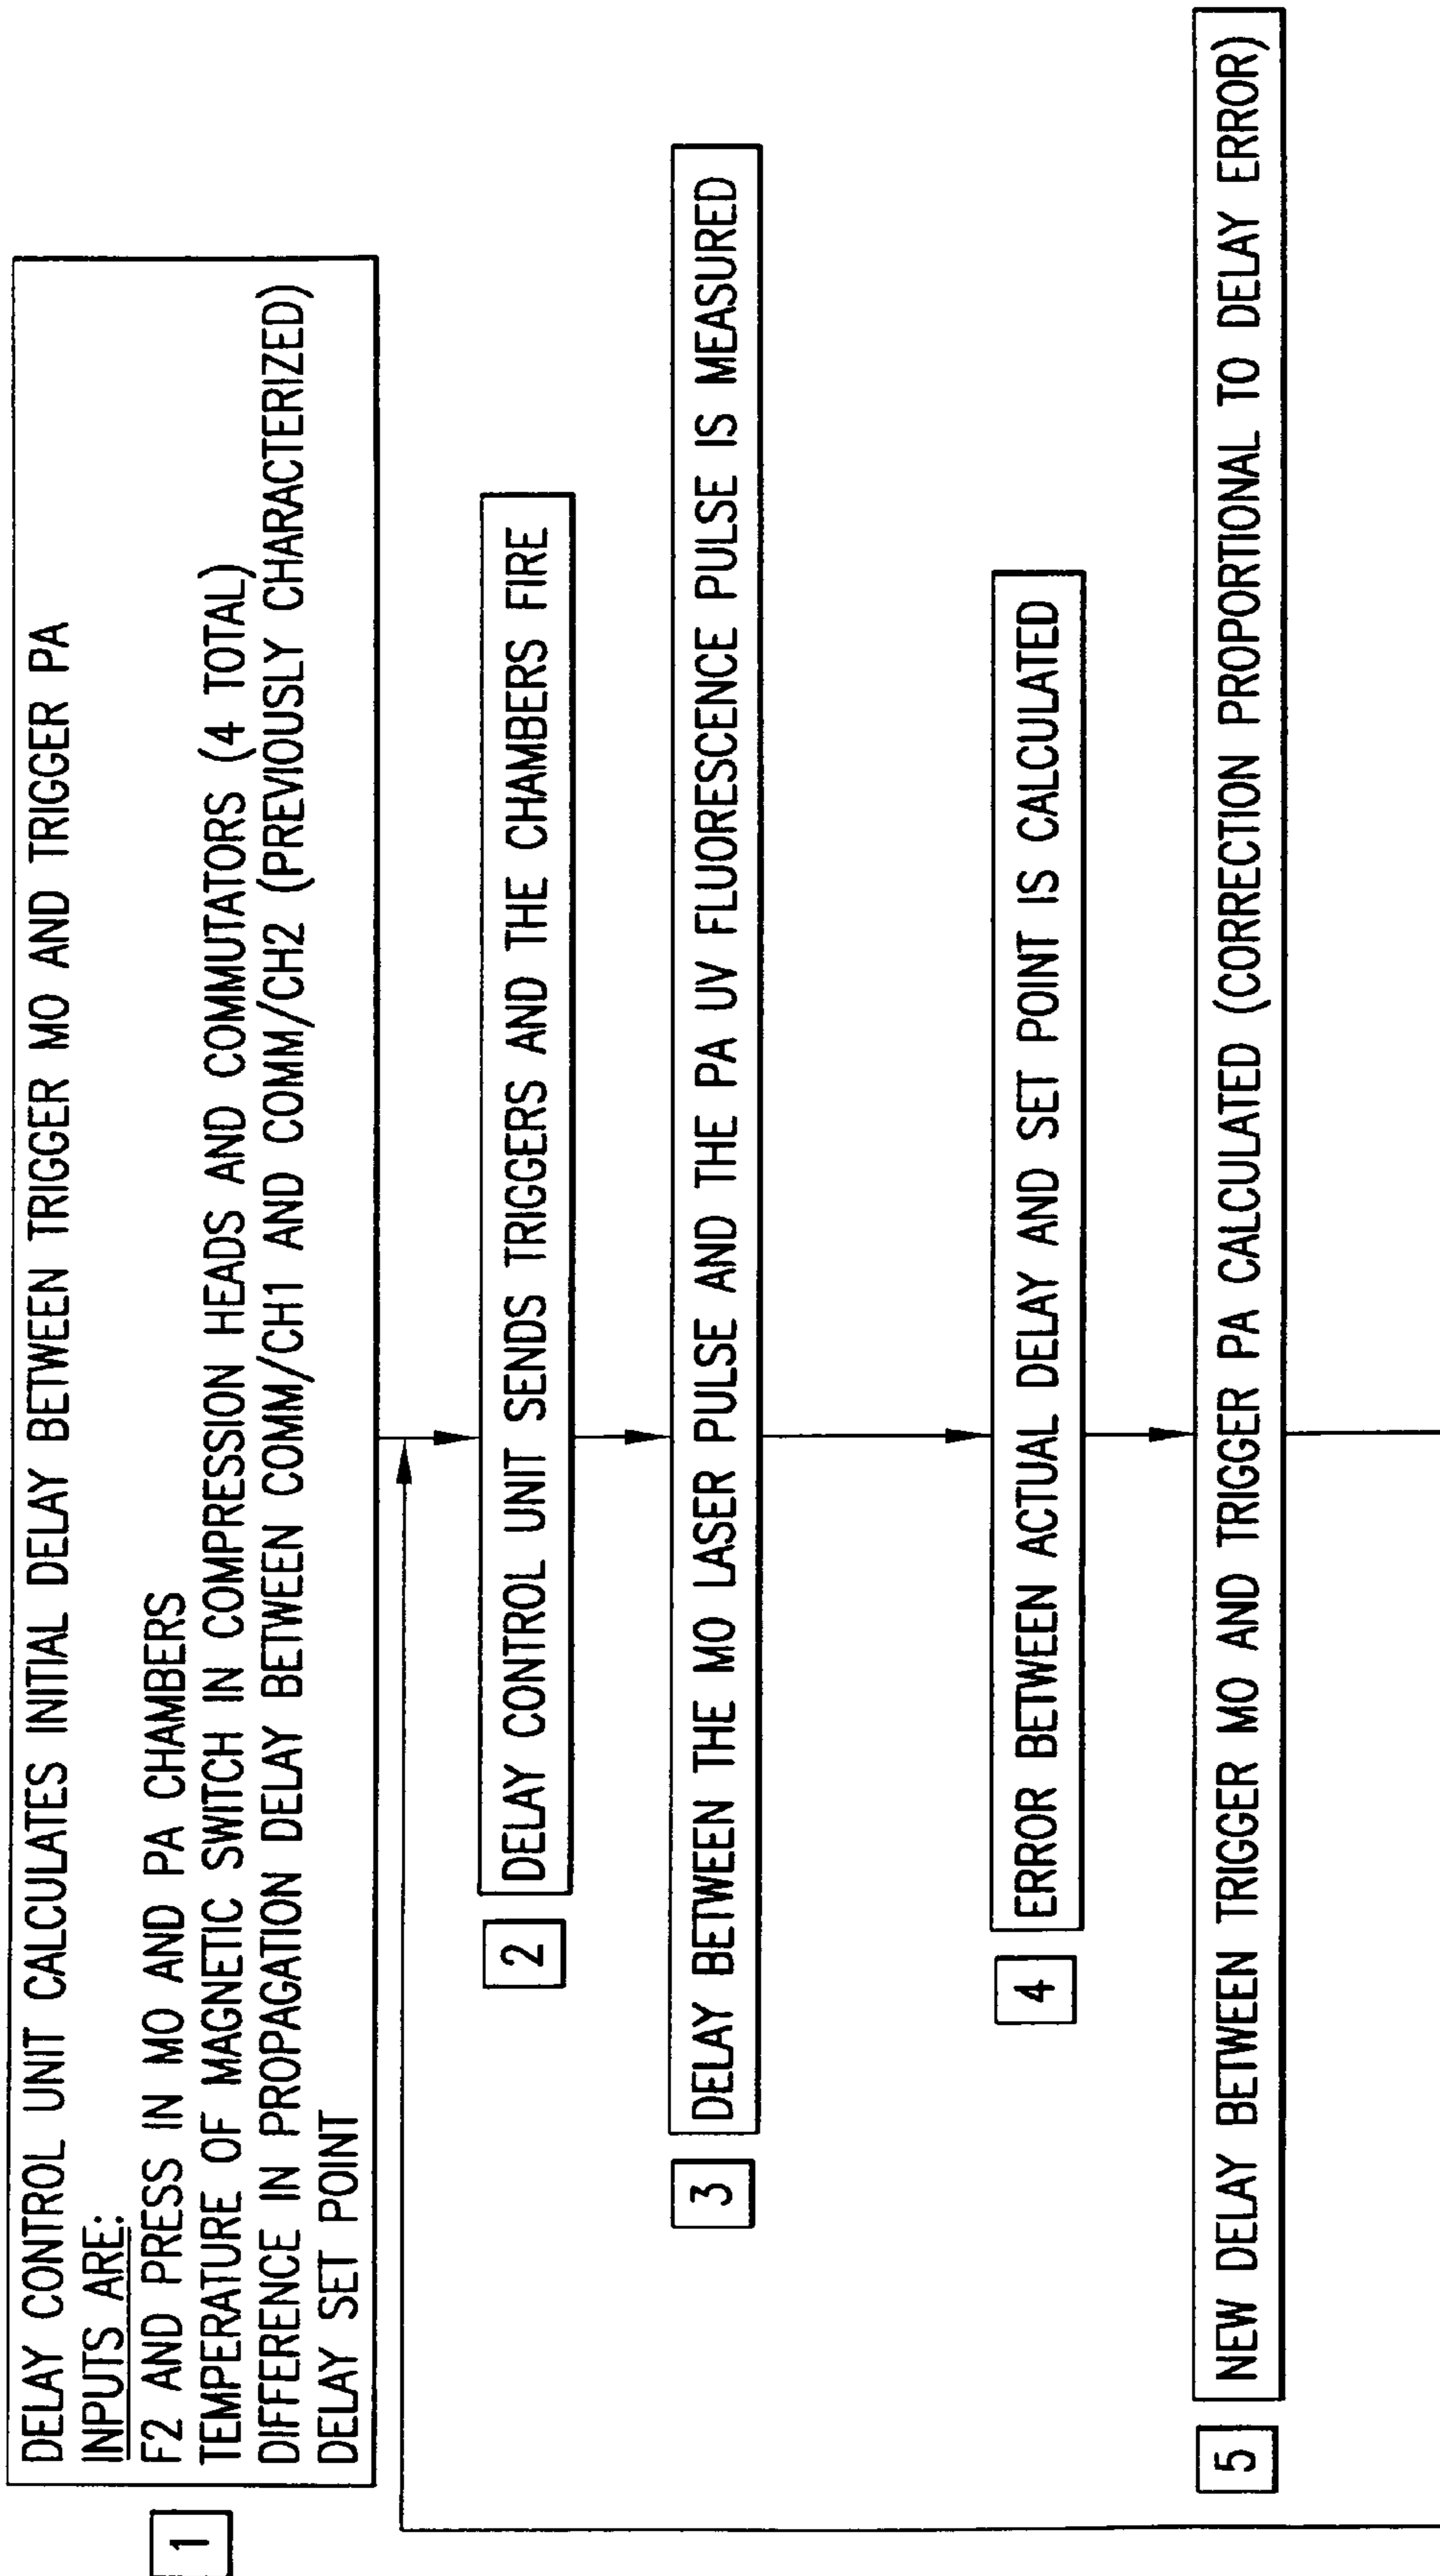 1
DELAY CONTROL UNIT CALCULATES INITIAL DELAY BETWEEN TRIGGER MO AND TRIGGER PA
INPUTS ARE:
F2 AND PRESS IN MO AND PA CHAMBERS
TEMPERATURE OF MAGNETIC SWITCH IN COMPRESSION HEADS AND COMMUTATORS (4 TOTAL)
DIFFERENCE IN PROPAGATION DELAY BETWEEN COMM/CH1 AND COMM/CH2 (PREVIOUSLY CHARACTERIZED)
DELAY SET POINT
2
DELAY CONTROL UNIT SENDS TRIGGERS AND THE CHAMBERS FIRE
3
DELAY BETWEEN THE MO LASER PULSE AND THE PA UV FLUORESCENCE PULSE IS MEASURED
4
ERROR BETWEEN ACTUAL DELAY AND SET POINT IS CALCULATED
5
NEW DELAY BETWEEN TRIGGER MO AND TRIGGER PA CALCULATED (CORRECTION PROPORTIONAL TO DELAY ERROR)